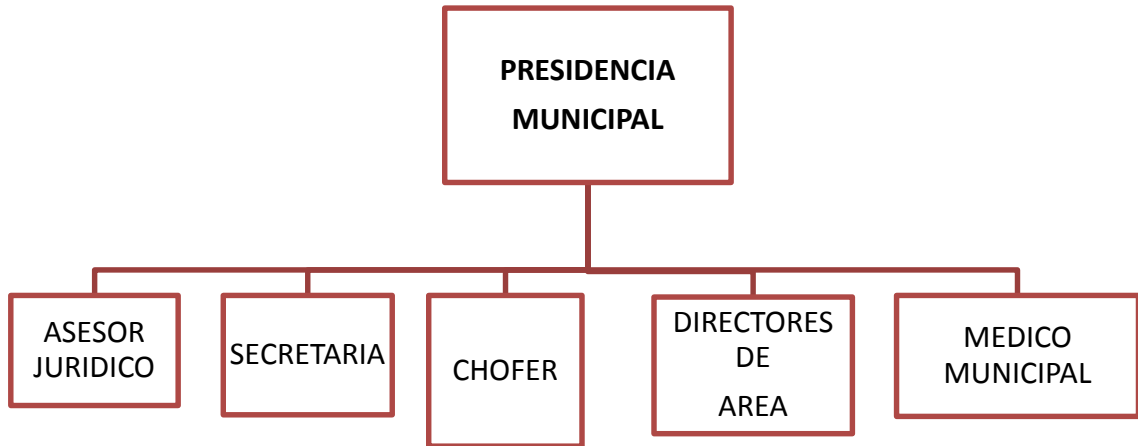 PRESIDENCIA
MUNICIPAL
ASESOR
JURIDICO
SECRETARIA
CHOFER
DIRECTORES
DE
AREA
MEDICO
MUNICIPAL